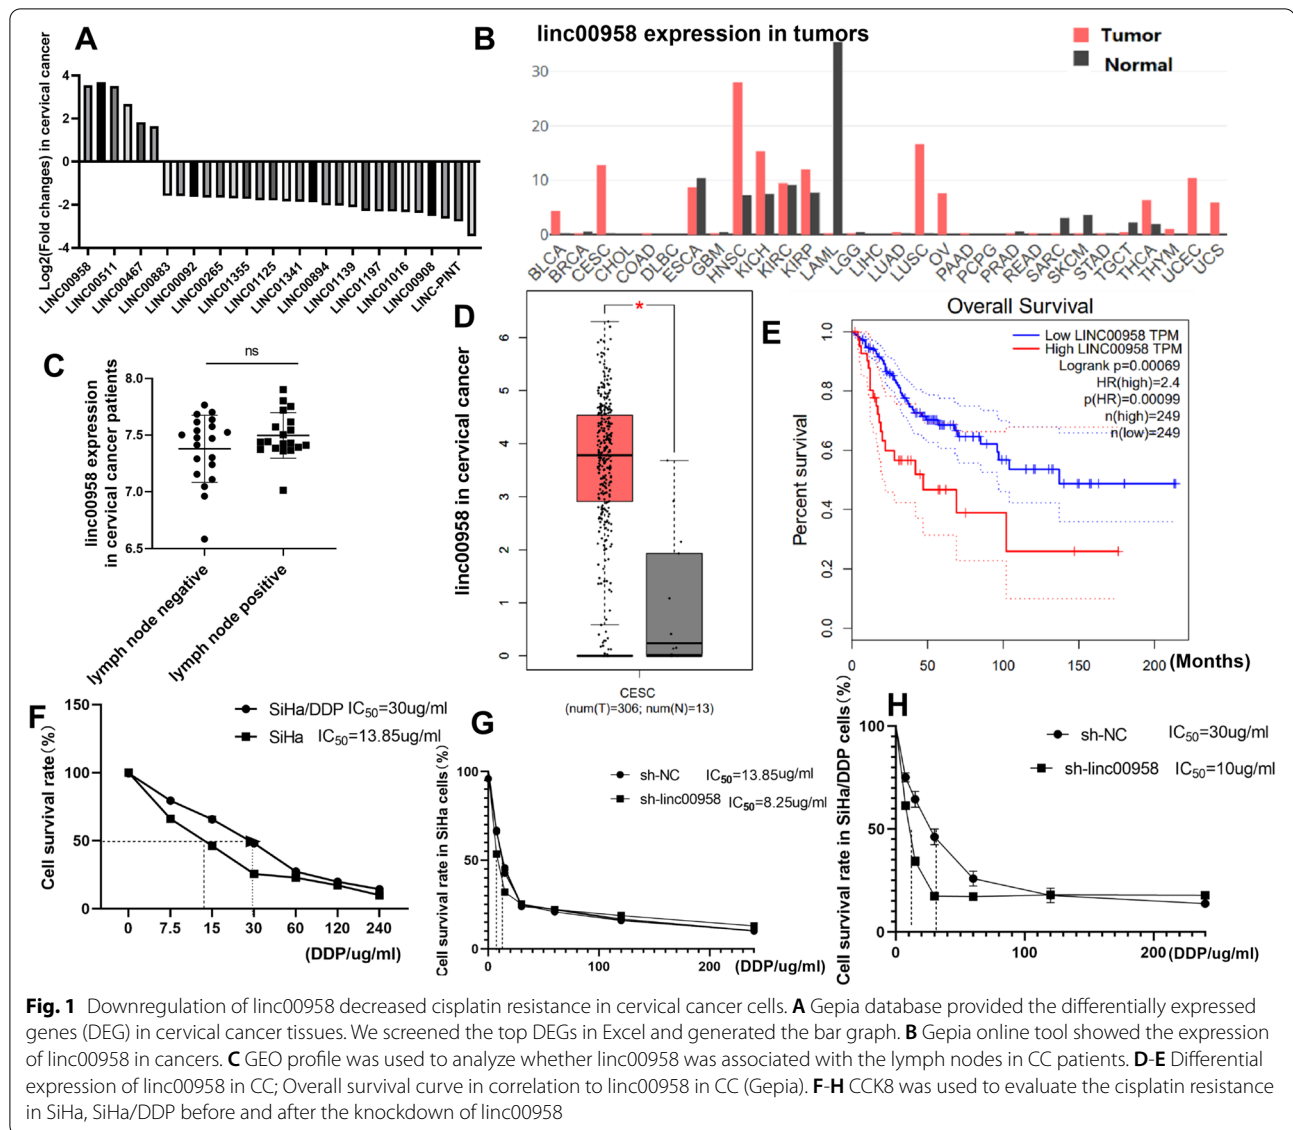 A
Log2(Fold changes) in cervical cancer
4
2
0
-2
-4
LINC00958
LINC00511
LINC00467
LINC00883
LINC00092
LINC00265
LINC01355
LINC01125
LINC01341
LINC00894
LINC01139
LINC01197
LINC01016
LINC00908
LINC-PINT
B
linc00958 expression in tumors
Tumor
Normal
30
20
10
0
BLCA
BRCA
CESC
CHOL
COAD
DLBC
ESCA
GBM
HNSC
KICH
KIRC
KIRP
LAML
LGG
LIHC
LUAD
LUSC
OV
PAAD
PCPG
PRAD
READ
SARC
SKCM
STAD
TGCT
THCA
THYM
UCEC
UCS
C
linc00958 expression
in cervical cancer patients
ns
8.0
7.5
7.0
6.5
lymph node negative
lymph node positive
D
linc00958 in cervical cancer
*
6
5
4
3
2
1
0
CESC
(num(T)=306; num(N)=13)
E
Overall Survival
Percent survival
1.0
0.8
0.6
0.4
0.2
0.0
Low LINC00958 TPM
High LINC00958 TPM
Logrank p=0.00069
HR(high)=2.4
p(HR)=0.00099
n(high)=249
n(low)=249
0
50
100
150
200
(Months)
F
Cell survival rate (%)
150
100
50
0
SiHa/DDP IC50=30ug/ml
SiHa IC50=13.85ug/ml
0
7.5
15
30
60
120
240
(DDP/ug/ml)
G
Cell survival rate in SiHa cells (%)
100
50
0
sh-NC IC50=13.85ug/ml
sh-linc00958 IC50=8.25ug/ml
0
100
200
(DDP/ug/ml)
H
Cell survival rate in SiHa/DDP cells (%)
100
50
0
sh-NC IC50=30ug/ml
sh-linc00958 IC50=10ug/ml
0
100
200
(DDP/ug/ml)
Fig. 1 Downregulation of linc00958 decreased cisplatin resistance in cervical cancer cells. A Gepia database provided the differentially expressed
genes (DEG) in cervical cancer tissues. We screened the top DEGs in Excel and generated the bar graph. B Gepia online tool showed the expression
of linc00958 in cancers. C GEO profile was used to analyze whether linc00958 was associated with the lymph nodes in CC patients. D-E Differential
expression of linc00958 in CC; Overall survival curve in correlation to linc00958 in CC (Gepia). F-H CCK8 was used to evaluate the cisplatin resistance
in SiHa, SiHa/DDP before and after the knockdown of linc00958